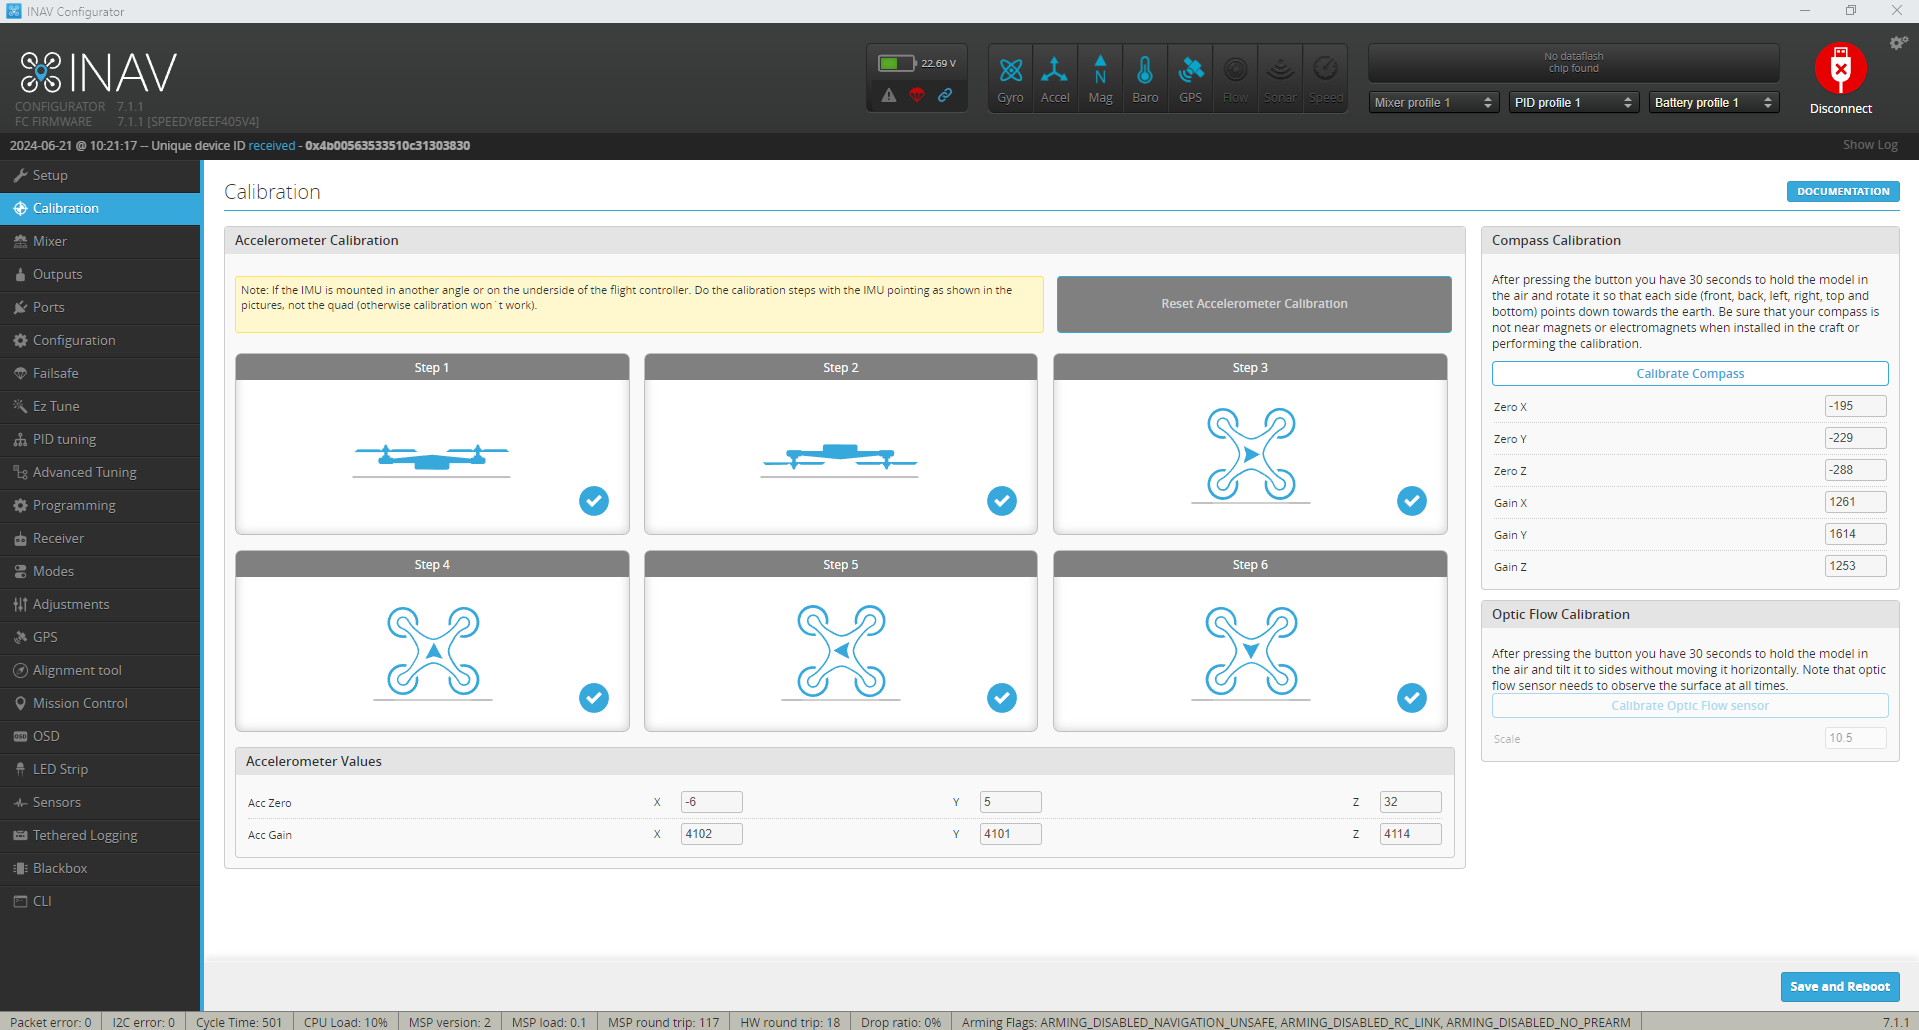 INAV Configurator
INAV
CONFIGURATOR 7.1.1
FC FIRMWARE 7.1.1 [SPEEDYBEEF405V4]
22.69 V
Gyro
Accel
N
Mag
Baro
GPS
Flow
Sonar
Speed
No dataflash
chip found
Mixer profile 1
PID profile 1
Battery profile 1
Disconnect
2024-06-21 @ 10:21:17 -- Unique device ID received - 0x4b00563533510c31303830
Show Log
Setup
Calibration
Mixer
Outputs
Ports
Configuration
Failsafe
Ez Tune
PID tuning
Advanced Tuning
Programming
Receiver
Modes
Adjustments
GPS
Alignment tool
Mission Control
OSD
LED Strip
Sensors
Tethered Logging
Blackbox
CLI
Calibration
DOCUMENTATION
Accelerometer Calibration
Note: If the IMU is mounted in another angle or on the underside of the flight controller. Do the calibration steps with the IMU pointing as shown in the
pictures, not the quad (otherwise calibration won´t work).
Reset Accelerometer Calibration
Step 1
Step 2
Step 3
Step 4
Step 5
Step 6
Accelerometer Values
Acc Zero X -6 Y 5 Z 32
Acc Gain X 4102 Y 4101 Z 4114
Compass Calibration
After pressing the button you have 30 seconds to hold the model in
the air and rotate it so that each side (front, back, left, right, top and
bottom) points down towards the earth. Be sure that your compass is
not near magnets or electromagnets when installed in the craft or
performing the calibration.
Calibrate Compass
Zero X -195
Zero Y -229
Zero Z -288
Gain X 1261
Gain Y 1614
Gain Z 1253
Optic Flow Calibration
After pressing the button you have 30 seconds to hold the model in
the air and tilt it to sides without moving it horizontally. Note that optic
flow sensor needs to observe the surface at all times.
Calibrate Optic Flow sensor
Scale 10.5
Save and Reboot
Packet error: 0 I2C error: 0 Cycle Time: 501 CPU Load: 10% MSP version: 2 MSP load: 0.1 MSP round trip: 117 HW round trip: 18 Drop ratio: 0% Arming Flags: ARMING_DISABLED_NAVIGATION_UNSAFE, ARMING_DISABLED_RC_LINK, ARMING_DISABLED_NO_PREARM 7.1.1